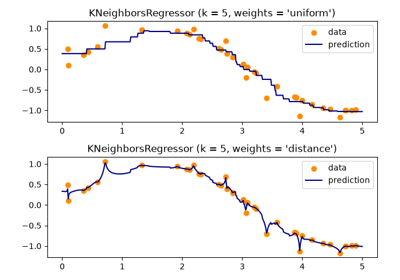 KNeighborsRegressor (k = 5, weights = 'uniform')
1.0
0.5
0.0
−0.5
−1.0
data
prediction
0 1 2 3 4 5
KNeighborsRegressor (k = 5, weights = 'distance')
1.0
0.5
0.0
−0.5
−1.0
data
prediction
0 1 2 3 4 5